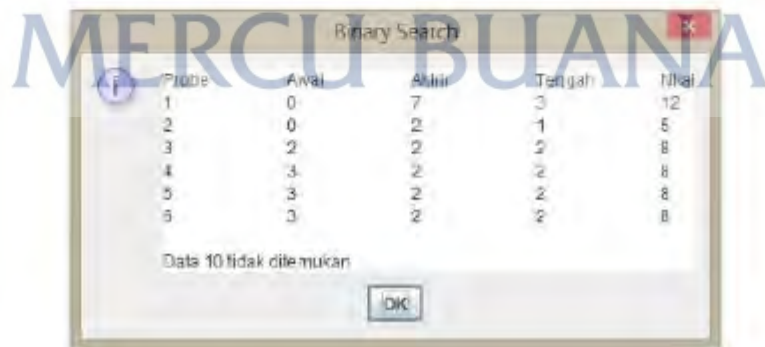 MERCU BUANA
Binary Search
Probe Awal Akhir Tengah Nilai
1 0 7 3 12
2 0 2 1 5
3 2 2 2 8
4 3 2 2 8
5 3 2 2 8
6 3 2 2 8
Data 10 tidak ditemukan
OK